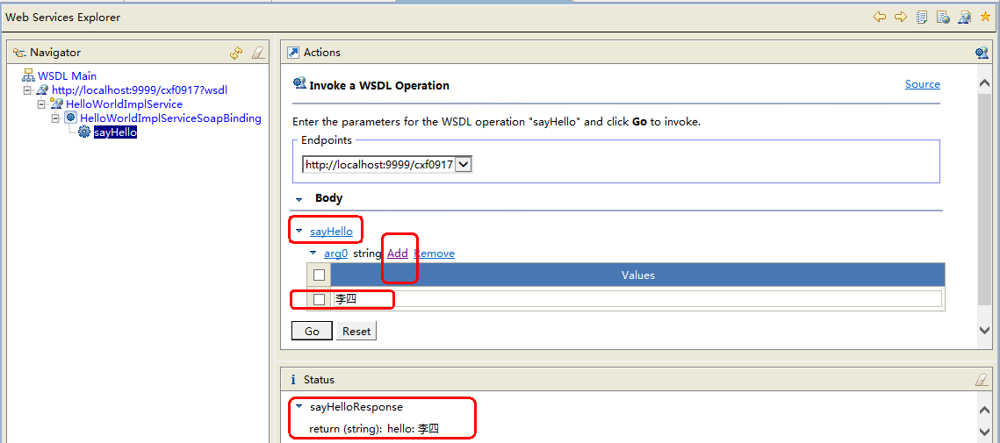 Web Services Explorer
Navigator
WSDL Main
http://localhost:9999/cxf0917?wsdl
HelloWorldImplService
HelloWorldImplServiceSoapBinding
sayHello
Actions
Invoke a WSDL Operation
Source
Enter the parameters for the WSDL operation "sayHello" and click Go to invoke.
Endpoints
http://localhost:9999/cxf0917
Body
sayHello
arg0 string Add Remove
Values
李四
Go Reset
i Status
sayHelloResponse
return (string): hello: 李四